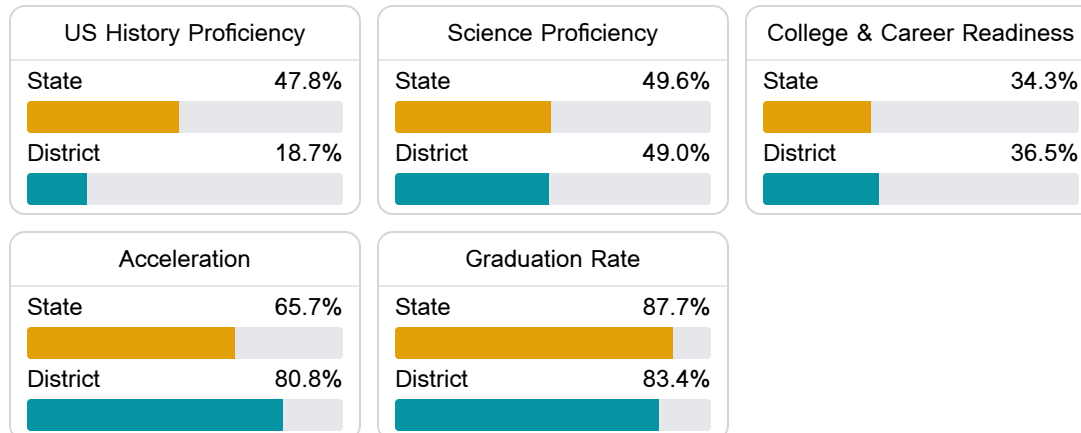 US History Proficiency
State 47.8%
District 18.7%
Science Proficiency
State 49.6%
District 49.0%
College & Career Readiness
State 34.3%
District 36.5%
Acceleration
State 65.7%
District 80.8%
Graduation Rate
State 87.7%
District 83.4%